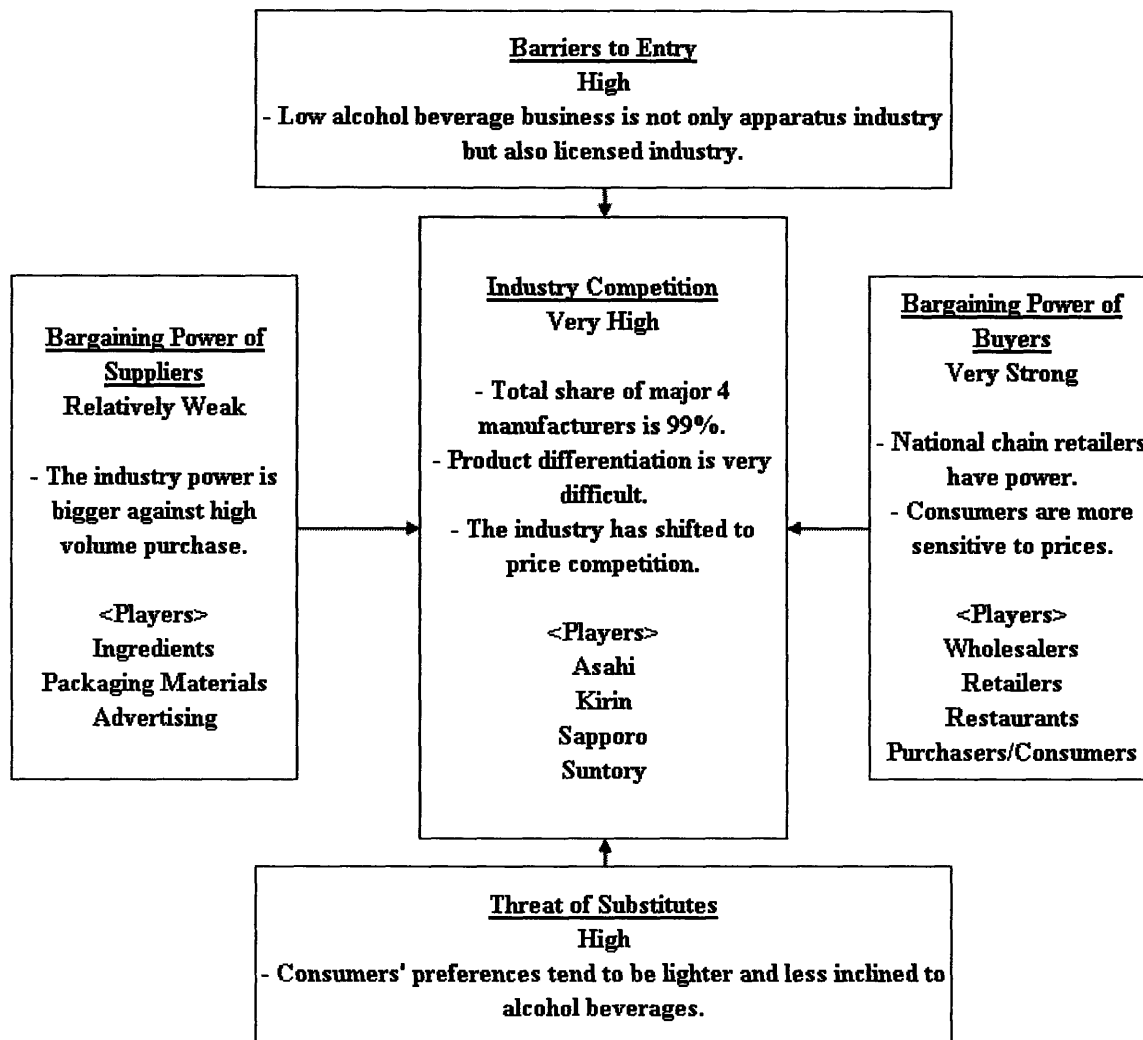 Barriers to Entry
High
- Low alcohol beverage business is not only apparatus industry
but also licensed industry.
Bargaining Power of
Suppliers
Relatively Weak
- The industry power is
bigger against high
volume purchase.
<Players>
Ingredients
Packaging Materials
Advertising
Industry Competition
Very High
- Total share of major 4
manufacturers is 99%.
- Product differentiation is very
difficult.
- The industry has shifted to
price competition.
<Players>
Asahi
Kirin
Sapporo
Suntory
Bargaining Power of
Buyers
Very Strong
- National chain retailers
have power.
- Consumers are more
sensitive to prices.
<Players>
Wholesalers
Retailers
Restaurants
Purchasers/Consumers
Threat of Substitutes
High
- Consumers' preferences tend to be lighter and less inclined to
alcohol beverages.